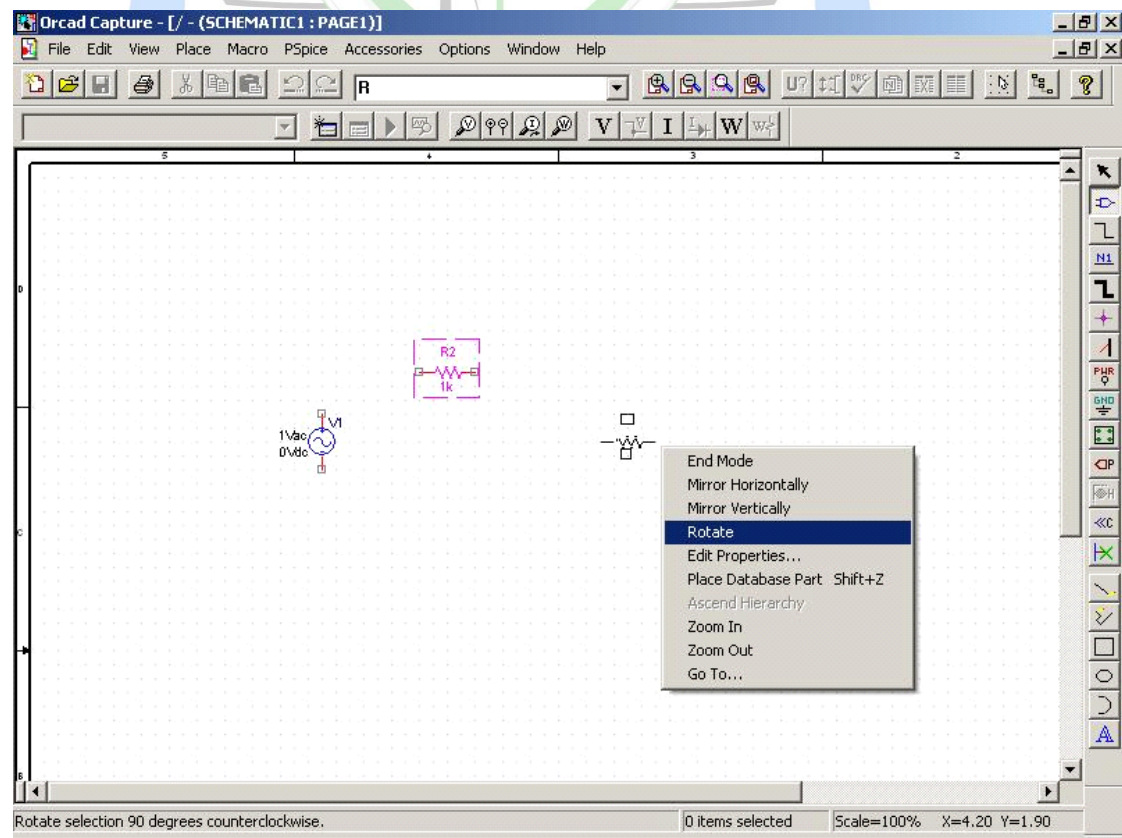 Orcad Capture - [/ - (SCHEMATIC1 : PAGE1)]
File Edit View Place Macro PSpice Accessories Options Window Help
R
U?
DRC
V V I I W W
5 4 3 2
N1
D
R2
1k
PWR
GND
V1
1Vac
0Vdc
End Mode
Mirror Horizontally
Mirror Vertically
Rotate
Edit Properties...
Place Database Part Shift+Z
Ascend Hierarchy
Zoom In
Zoom Out
Go To...
P
H
«C
C
A
B
Rotate selection 90 degrees counterclockwise. 0 items selected Scale=100% X=4.20 Y=1.90